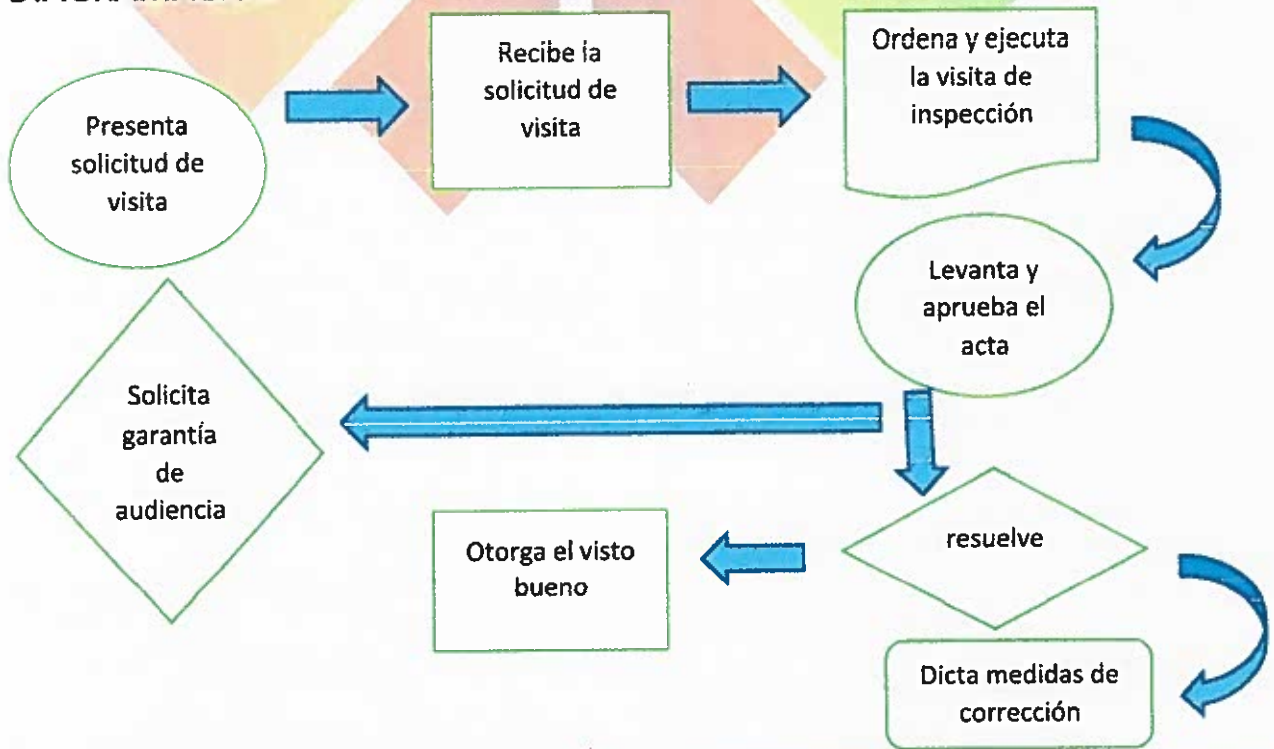 Presenta
solicitud de
visita
Recibe la
solicitud de
visita
Ordena y ejecuta
la visita de
inspección
Levanta y
aprueba el
acta
Solicita
garantía
de
audiencia
Otorga el visto
bueno
resuelve
Dicta medidas de
corrección